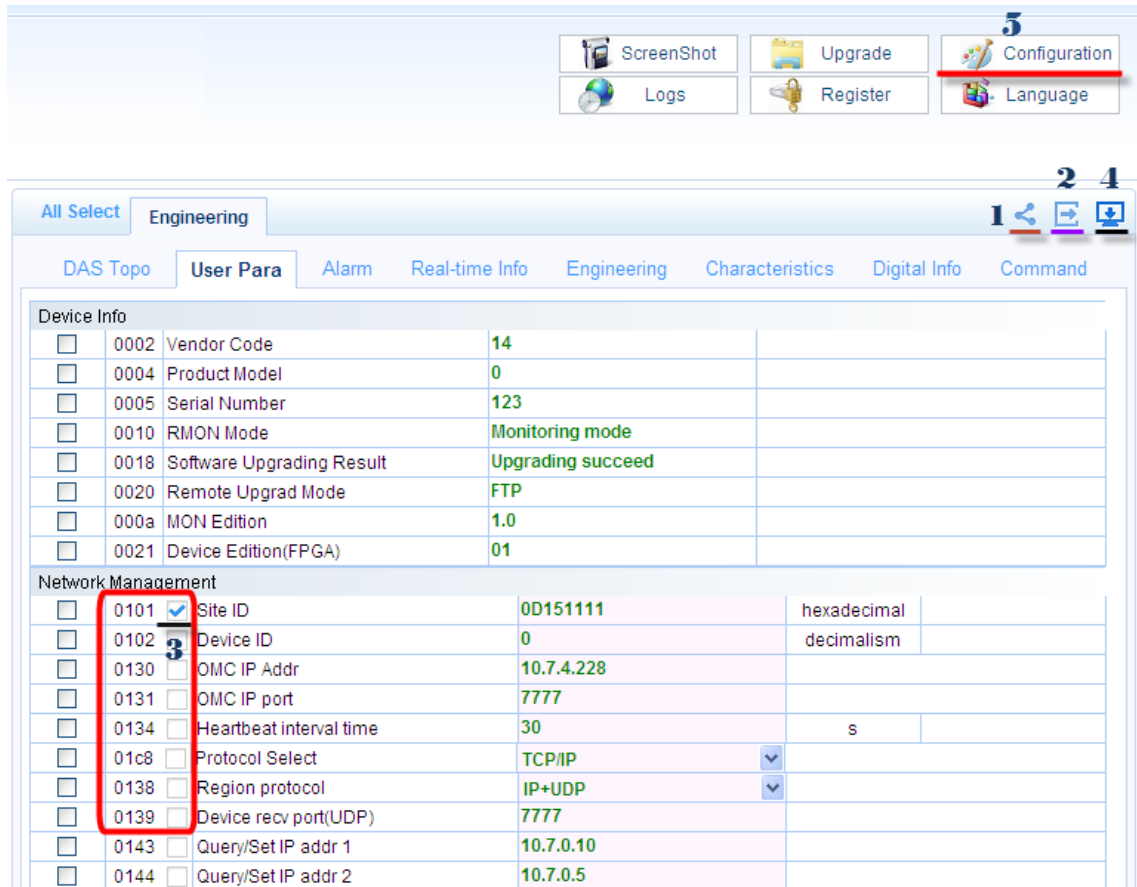 5
ScreenShot Upgrade Configuration
Logs Register Language
2 4
All Select Engineering 1
DAS Topo User Para Alarm Real-time Info Engineering Characteristics Digital Info Command
Device Info
0002 Vendor Code 14
0004 Product Model 0
0005 Serial Number 123
0010 RMON Mode Monitoring mode
0018 Software Upgrading Result Upgrading succeed
0020 Remote Upgrad Mode FTP
000a MON Edition 1.0
0021 Device Edition(FPGA) 01
Network Management
0101 Site ID 0D151111 hexadecimal
0102 3 Device ID 0 decimalism
0130 OMC IP Addr 10.7.4.228
0131 OMC IP port 7777
0134 Heartbeat interval time 30 s
01c8 Protocol Select TCP/IP
0138 Region protocol IP+UDP
0139 Device recv port(UDP) 7777
0143 Query/Set IP addr 1 10.7.0.10
0144 Query/Set IP addr 2 10.7.0.5